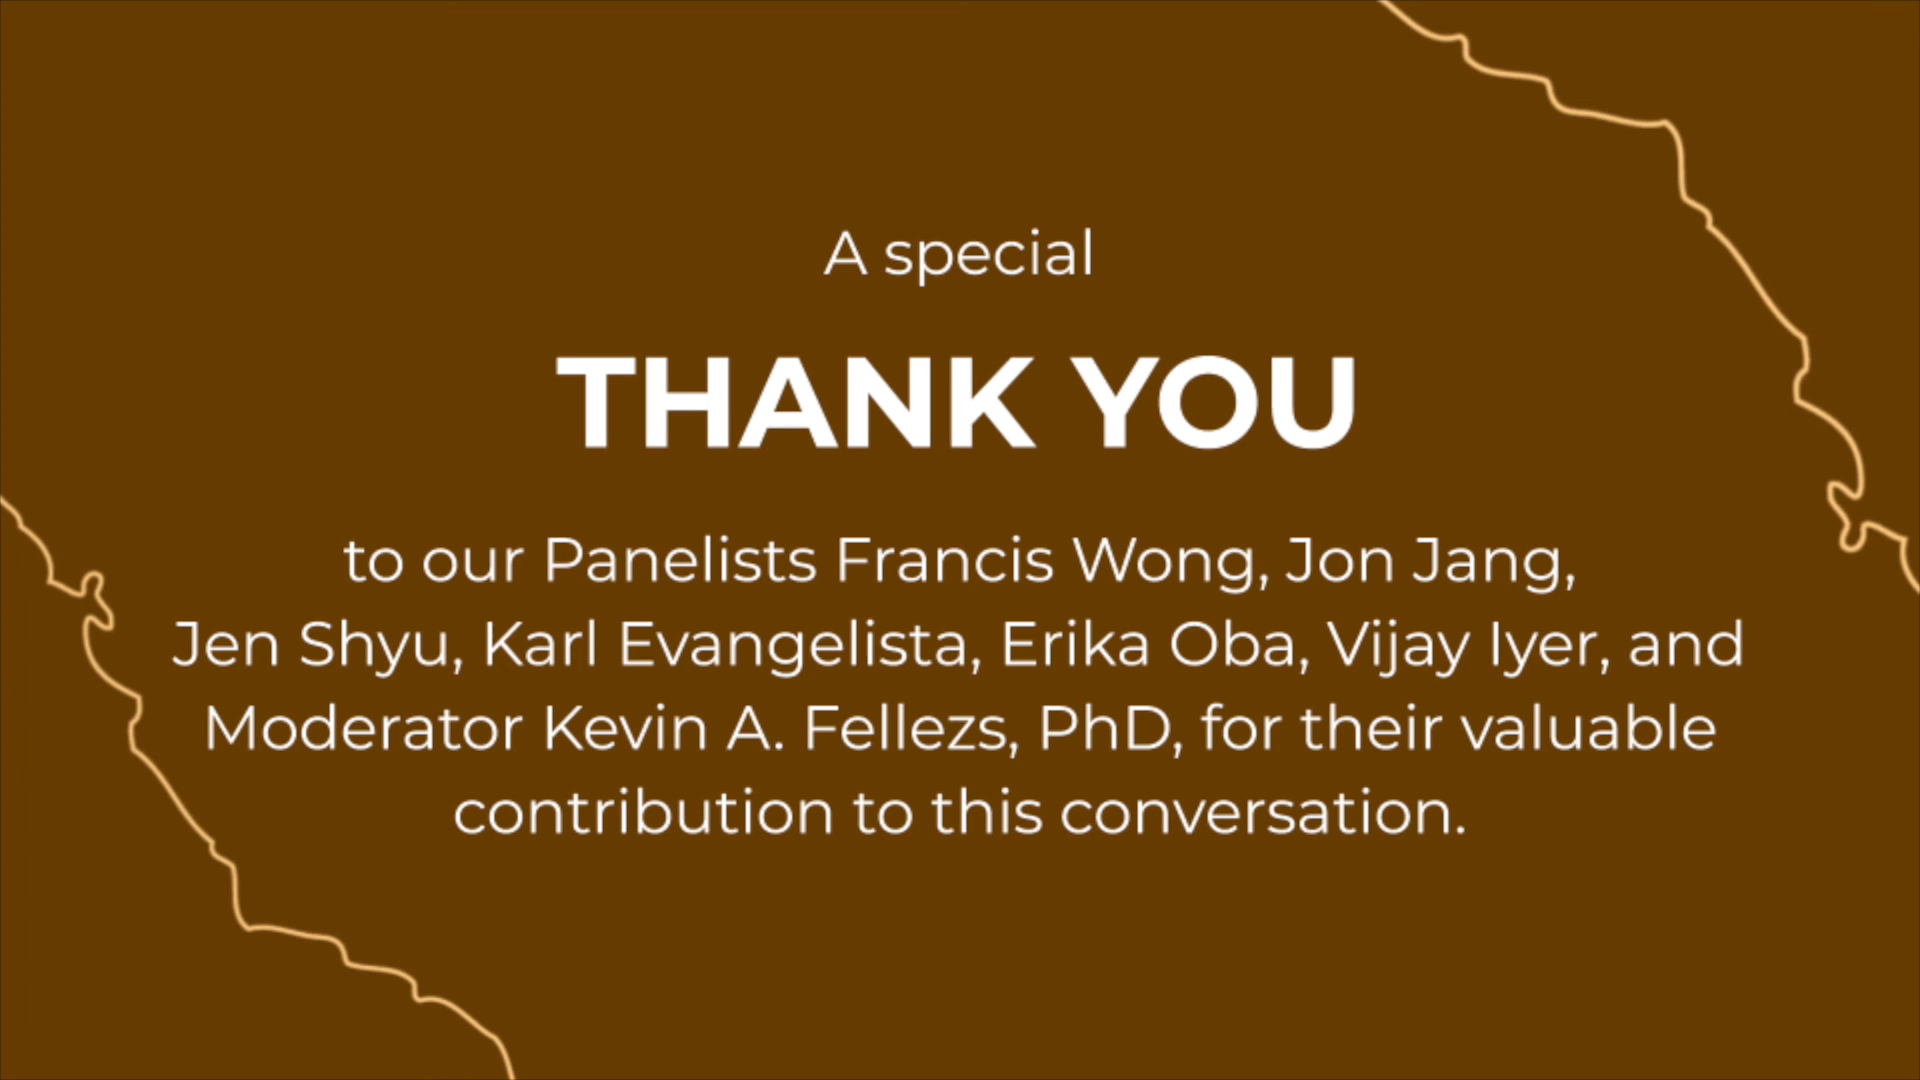 A special
THANK YOU
to our Panelists Francis Wong, Jon Jang,
Jen Shyu, Karl Evangelista, Erika Oba, Vijay Iyer, and
Moderator Kevin A. Fellezs, PhD, for their valuable
contribution to this conversation.